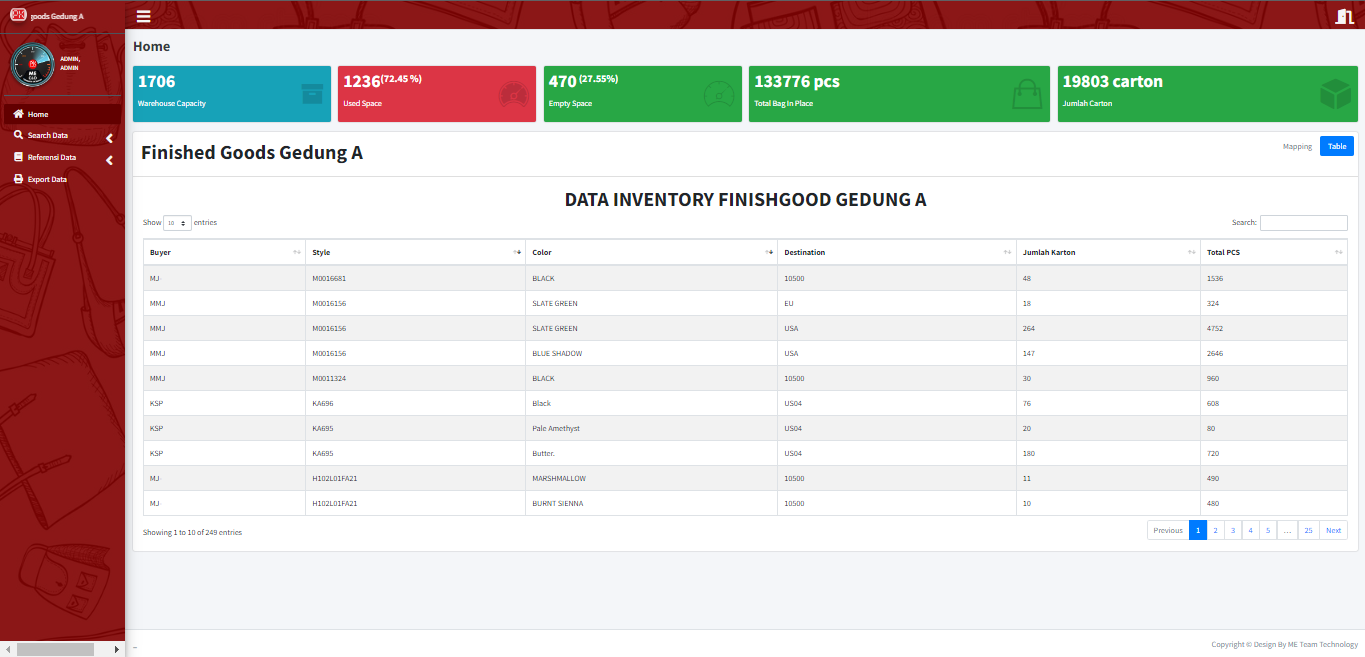 goods Gedung A
ADMIN,
ADMIN
Home
Search Data
Referensi Data
Export Data
Home
1706
Warehouse Capacity
1236(72.45 %)
Used Space
470 (27.55%)
Empty Space
133776 pcs
Total Bag In Place
19803 carton
Jumlah Carton
Finished Goods Gedung A
Mapping Table
DATA INVENTORY FINISHGOOD GEDUNG A
Show 10 entries Search:
Buyer Style Color Destination Jumlah Karton Total PCS
MJ M0016681 BLACK 10500 48 1536
MMJ M0016156 SLATE GREEN EU 18 324
MMJ M0016156 SLATE GREEN USA 264 4752
MMJ M0016156 BLUE SHADOW USA 147 2646
MMJ M0011324 BLACK 10500 30 960
KSP KA696 Black US04 76 608
KSP KA695 Pale Amethyst US04 20 80
KSP KA695 Butter. US04 180 720
MJ H102L01FA21 MARSHMALLOW 10500 11 490
MJ H102L01FA21 BURNT SIENNA 10500 10 480
Showing 1 to 10 of 249 entries
Previous 1 2 3 4 5 … 25 Next
Copyright © Design By ME Team Technology